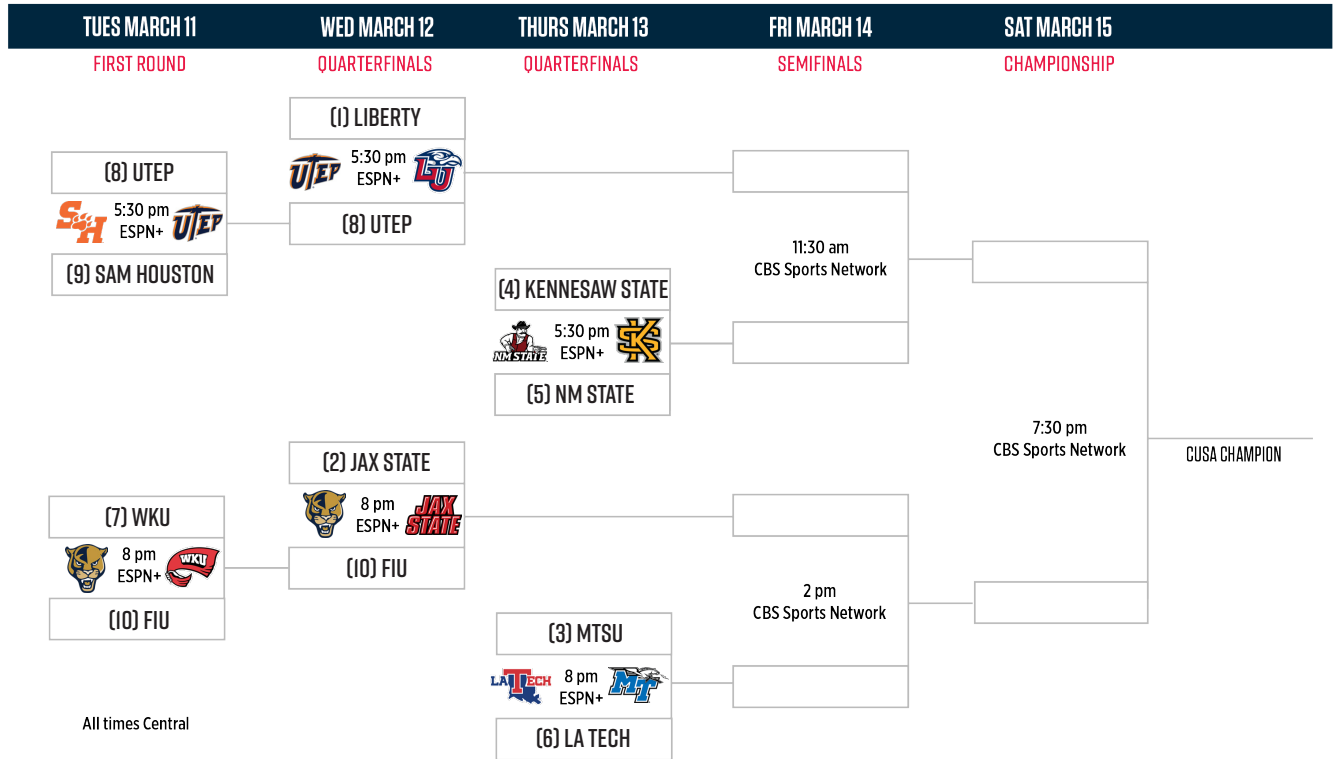 TUES MARCH 11
WED MARCH 12
THURS MARCH 13
FRI MARCH 14
SAT MARCH 15
FIRST ROUND
QUARTERFINALS
QUARTERFINALS
SEMIFINALS
CHAMPIONSHIP
(8) UTEP
SH
5:30 pm
ESPN+
UTEP
(9) SAM HOUSTON
(7) WKU
8 pm
ESPN+
WKU
(10) FIU
All times Central
(1) LIBERTY
UTEP
5:30 pm
ESPN+
LU
(8) UTEP
(2) JAX STATE
8 pm
ESPN+
JAX
STATE
(10) FIU
(4) KENNESAW STATE
NM STATE
5:30 pm
ESPN+
KS
(5) NM STATE
(3) MTSU
LA TECH
8 pm
ESPN+
MT
(6) LA TECH
11:30 am
CBS Sports Network
2 pm
CBS Sports Network
7:30 pm
CBS Sports Network
CUSA CHAMPION